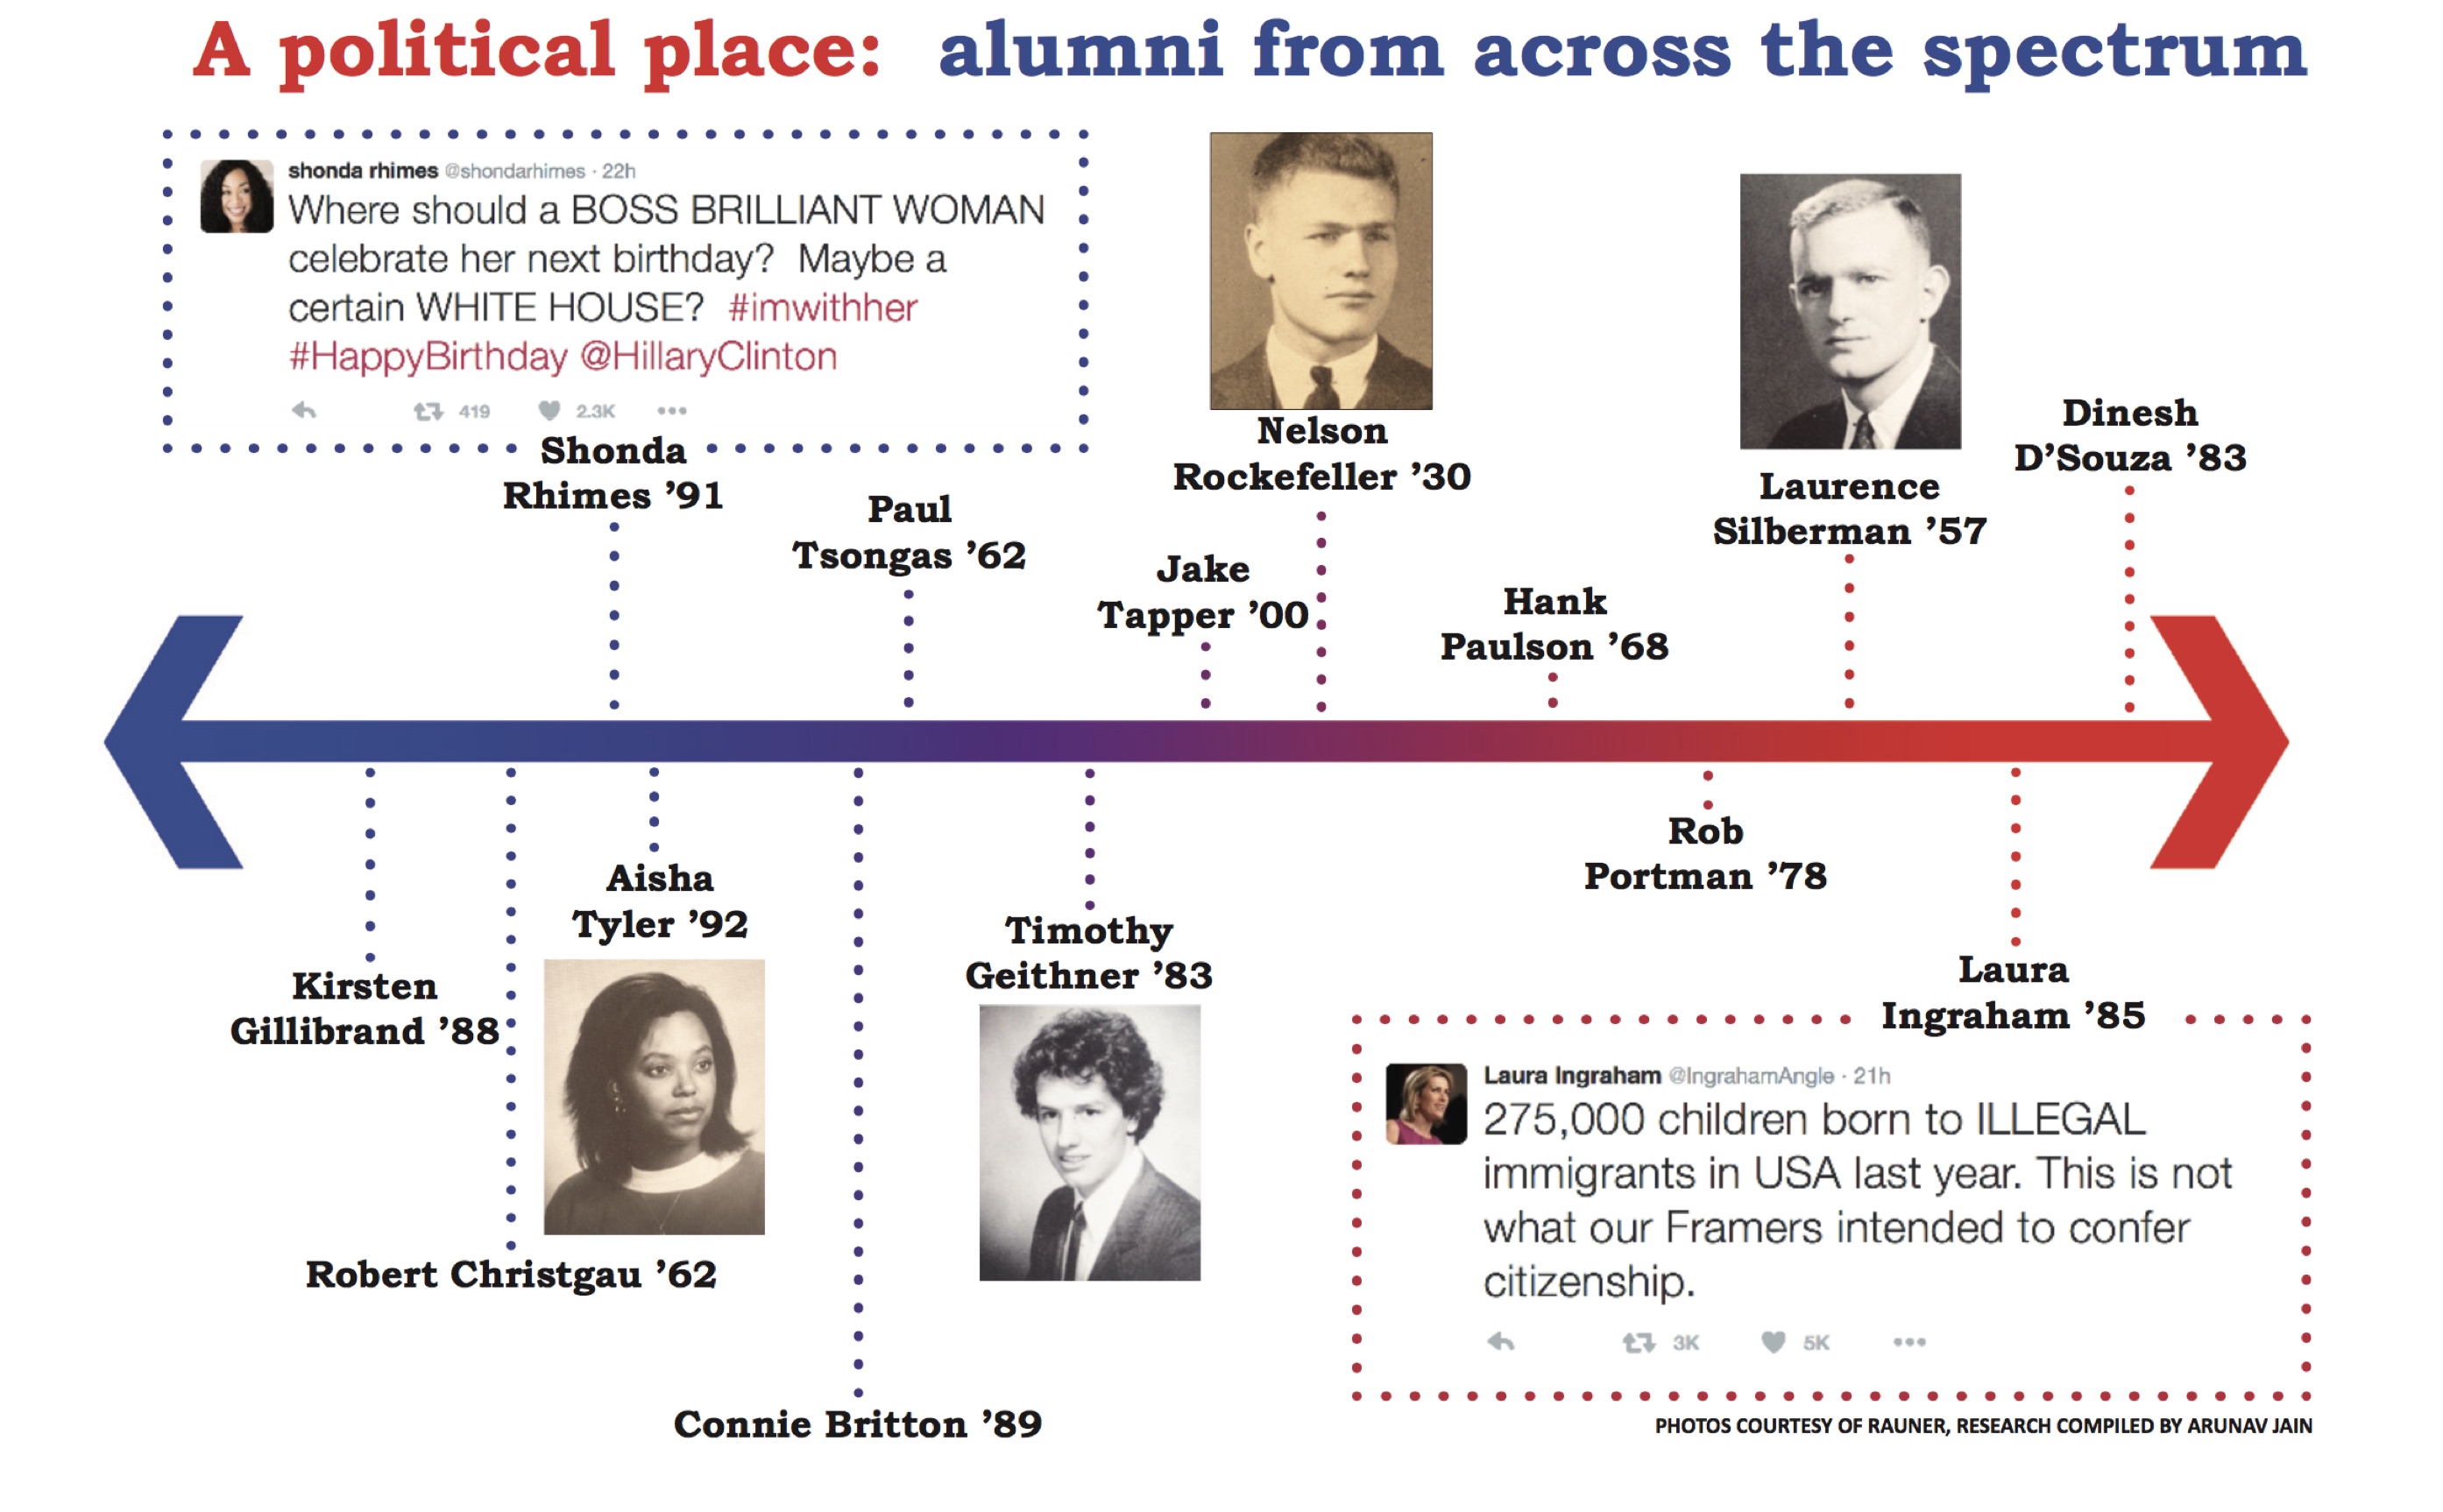 A political place: alumni from across the spectrum
shonda rhimes @shondarhimes · 22h
Where should a BOSS BRILLIANT WOMAN
celebrate her next birthday? Maybe a
certain WHITE HOUSE? #imwithher
#HappyBirthday @HillaryClinton
419 2.3K
Shonda
Rhimes ’91
Paul
Tsongas ’62
Jake
Tapper ’00
Nelson
Rockefeller ’30
Hank
Paulson ’68
Laurence
Silberman ’57
Dinesh
D’Souza ’83
Kirsten
Gillibrand ’88
Robert Christgau ’62
Aisha
Tyler ’92
Connie Britton ’89
Timothy
Geithner ’83
Rob
Portman ’78
Laura
Ingraham ’85
Laura Ingraham @IngrahamAngle · 21h
275,000 children born to ILLEGAL
immigrants in USA last year. This is not
what our Framers intended to confer
citizenship.
3K 5K
PHOTOS COURTESY OF RAUNER, RESEARCH COMPILED BY ARUNAV JAIN